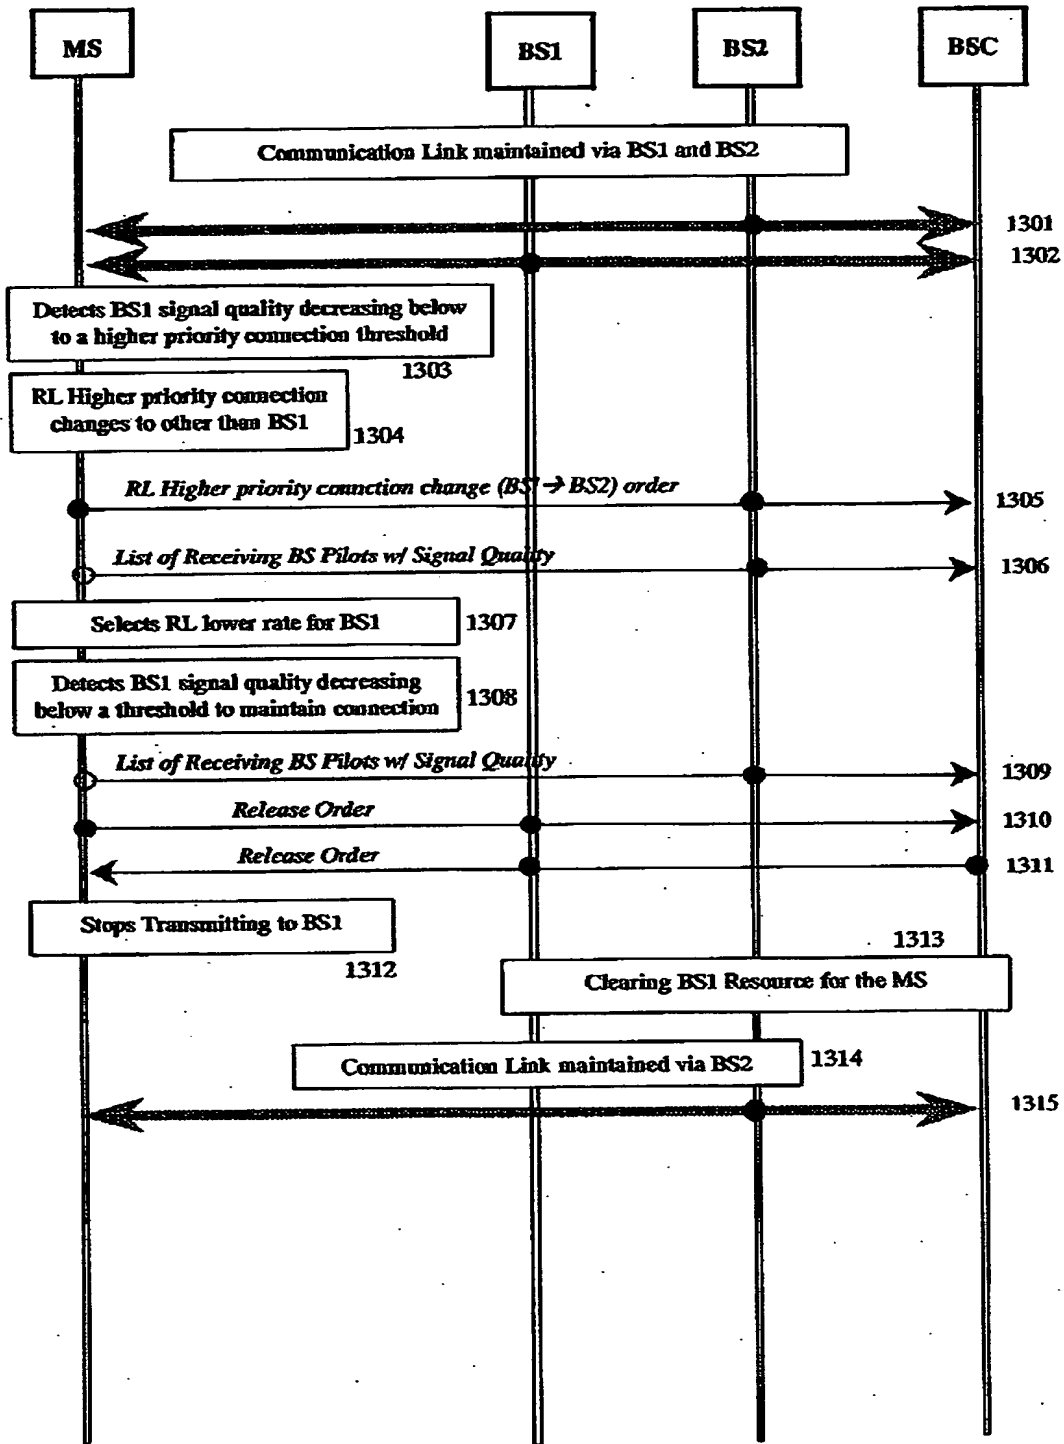 MS
BS1
BS2
BSC
Communication Link maintained via BS1 and BS2
1301
1302
Detects BS1 signal quality decreasing below
to a higher priority connection threshold
1303
RL Higher priority connection
changes to other than BS1
1304
RL Higher priority connction change (BS1 → BS2) order
1305
List of Receiving BS Pilots w/ Signal Quality
1306
Selects RL lower rate for BS1
1307
Detects BS1 signal quality decreasing
below a threshold to maintain connection
1308
List of Receiving BS Pilots w/ Signal Quality
1309
Release Order
1310
Release Order
1311
Stops Transmitting to BS1
1312
1313
Clearing BS1 Resource for the MS
Communication Link maintained via BS2
1314
1315